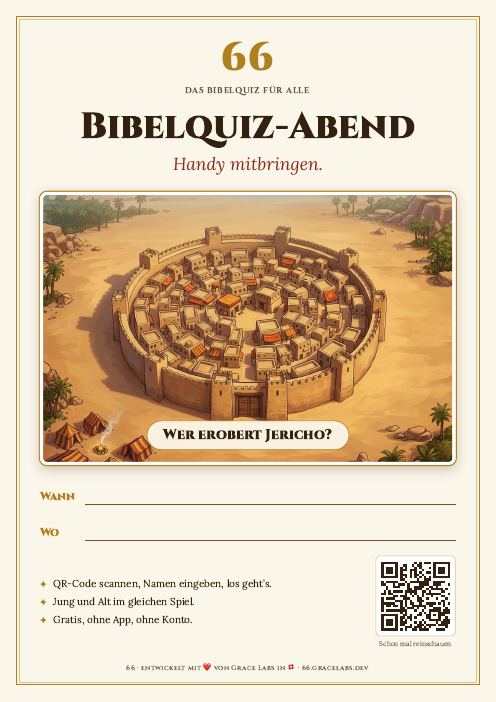 66
DAS BIBELQUIZ FÜR ALLE
BIBELQUIZ-ABEND
Handy mitbringen.
WER EROBERT JERICHO?
WANN
WO
QR-Code scannen, Namen eingeben, los geht's.
Jung und Alt im gleichen Spiel.
Gratis, ohne App, ohne Konto.
Schon mal reinschauen
66 · ENTWICKELT MIT ❤️ VON GRACE LABS IN 🇨🇭 · 66.GRACELABS.DEV